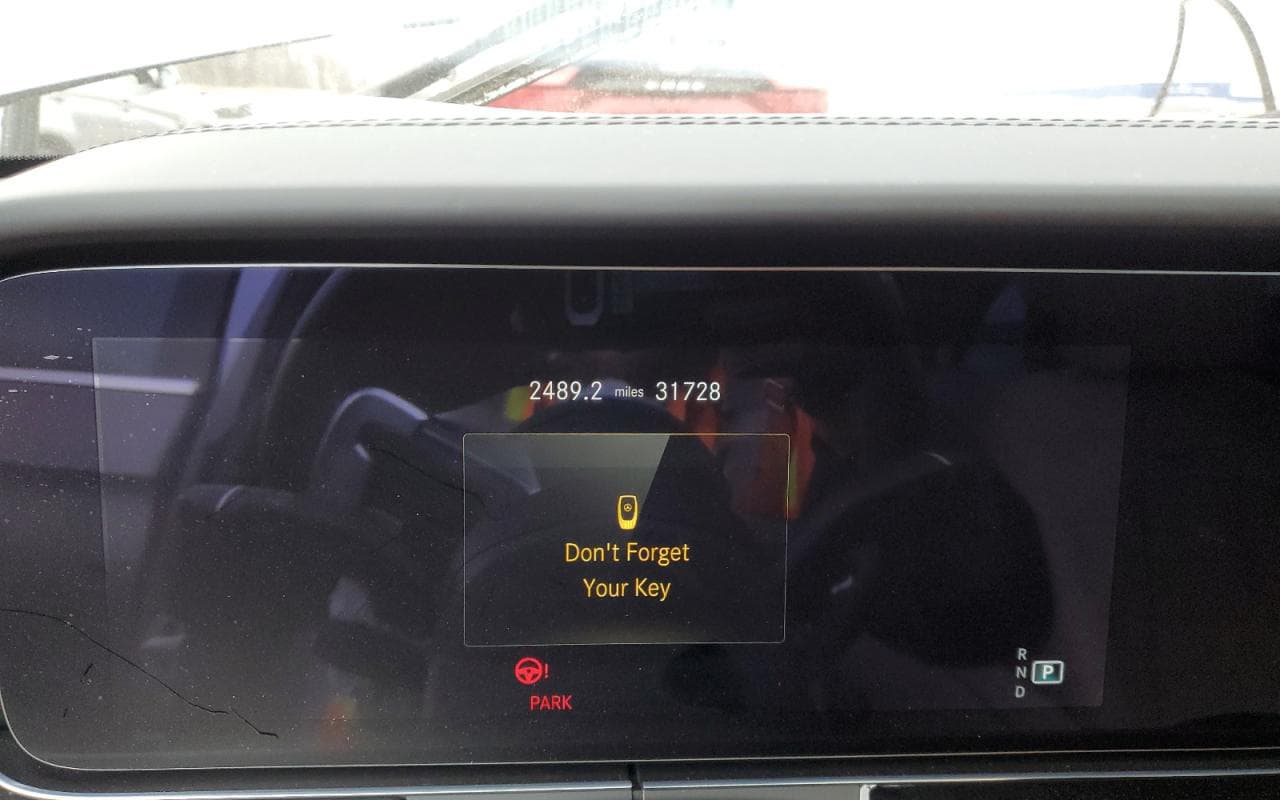 2489.2 miles 31728
Don't Forget
Your Key
!
PARK
R
N P
D